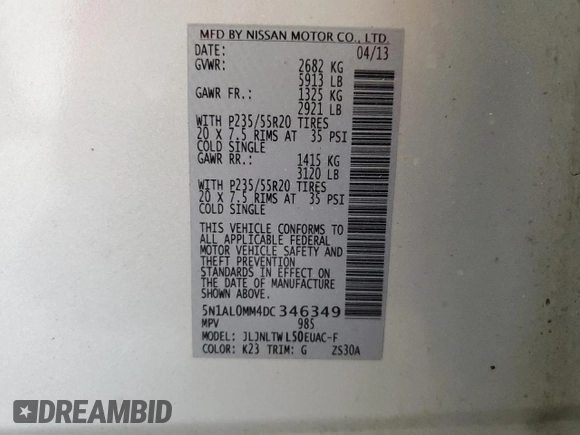 MFD BY NISSAN MOTOR CO., LTD.
DATE: 04/13
GVWR: 2682 KG
5913 LB
GAWR FR.: 1325 KG
2921 LB
WITH P235/55R20 TIRES
20 X 7.5 RIMS AT 35 PSI
COLD SINGLE
GAWR RR.: 1415 KG
3120 LB
WITH P235/55R20 TIRES
20 X 7.5 RIMS AT 35 PSI
COLD SINGLE
THIS VEHICLE CONFORMS TO
ALL APPLICABLE FEDERAL
MOTOR VEHICLE SAFETY AND
THEFT PREVENTION
STANDARDS IN EFFECT ON
THE DATE OF MANUFACTURE
SHOWN ABOVE.
5N1AL0MM4DC346349
MPV 985
MODEL: JLJNLTW L50EUAC-F
COLOR: K23 TRIM: G ZS30A
DREAMBID